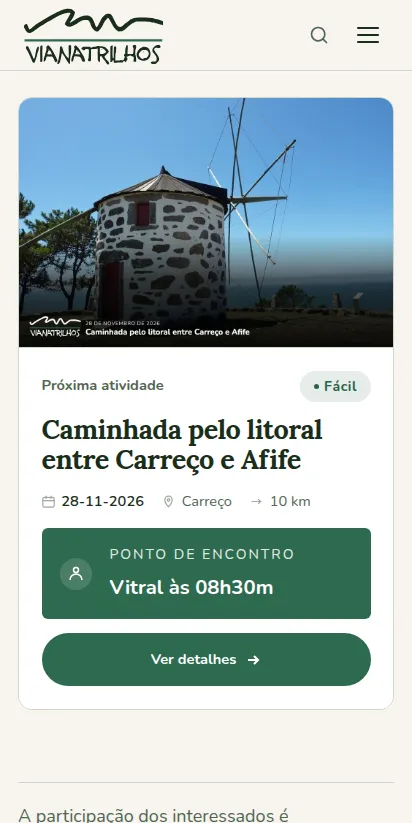 VIANATRILHOS
VIANATRILHOS
28 DE NOVEMBRO DE 2026
Caminhada pelo litoral entre Carreço e Afife
Próxima atividade
• Fácil
Caminhada pelo litoral
entre Carreço e Afife
28-11-2026 Carreço → 10 km
PONTO DE ENCONTRO
Vitral às 08h30m
Ver detalhes →
A participação dos interessados é